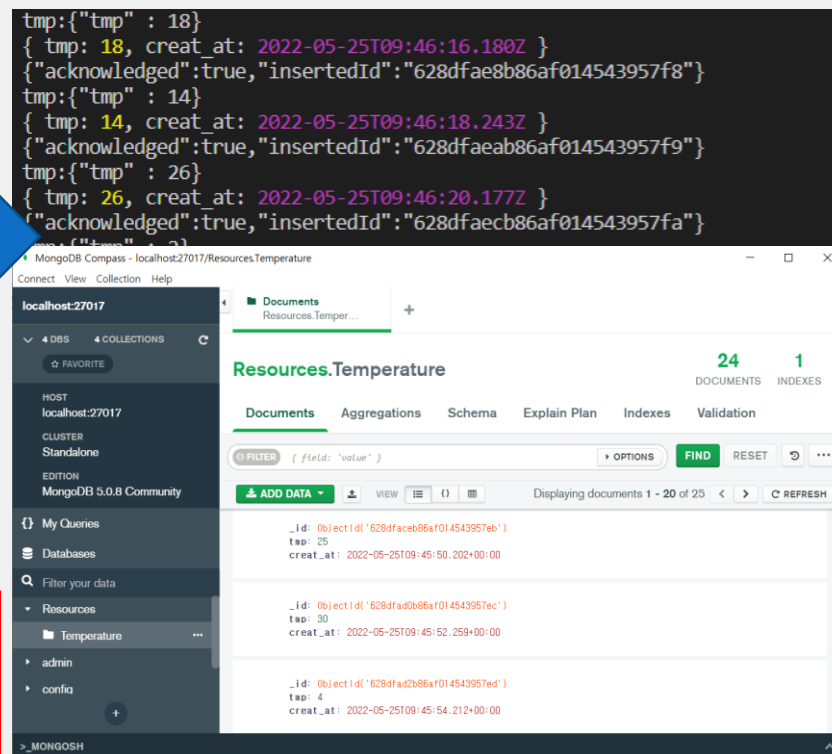 tmp:{"tmp" : 18}
{ tmp: 18, creat_at: 2022-05-25T09:46:16.180Z }
{"acknowledged":true,"insertedId":"628dfae8b86af014543957f8"}
tmp:{"tmp" : 14}
{ tmp: 14, creat_at: 2022-05-25T09:46:18.243Z }
{"acknowledged":true,"insertedId":"628dfaeab86af014543957f9"}
tmp:{"tmp" : 26}
{ tmp: 26, creat_at: 2022-05-25T09:46:20.177Z }
{"acknowledged":true,"insertedId":"628dfaecb86af014543957fa"}
MongoDB Compass - localhost:27017/Resources.Temperature
Connect View Collection Help
localhost:27017
Documents
Resources.Temper...
4 DBS 4 COLLECTIONS
FAVORITE
HOST
localhost:27017
CLUSTER
Standalone
EDITION
MongoDB 5.0.8 Community
{} My Queries
Databases
Filter your data
Resources
Temperature ...
admin
config
+
>_MONGOSH
Resources.Temperature
24 1
DOCUMENTS INDEXES
Documents Aggregations Schema Explain Plan Indexes Validation
FILTER { field: 'value' } OPTIONS FIND RESET ...
ADD DATA VIEW {} Displaying documents 1 - 20 of 25 < > REFRESH
_id: ObjectId('628dfaceb86af014543957eb')
tmp: 25
creat_at: 2022-05-25T09:45:50.202+00:00
_id: ObjectId('628dfad0b86af014543957ec')
tmp: 30
creat_at: 2022-05-25T09:45:52.259+00:00
_id: ObjectId('628dfad2b86af014543957ed')
tmp: 4
creat_at: 2022-05-25T09:45:54.212+00:00